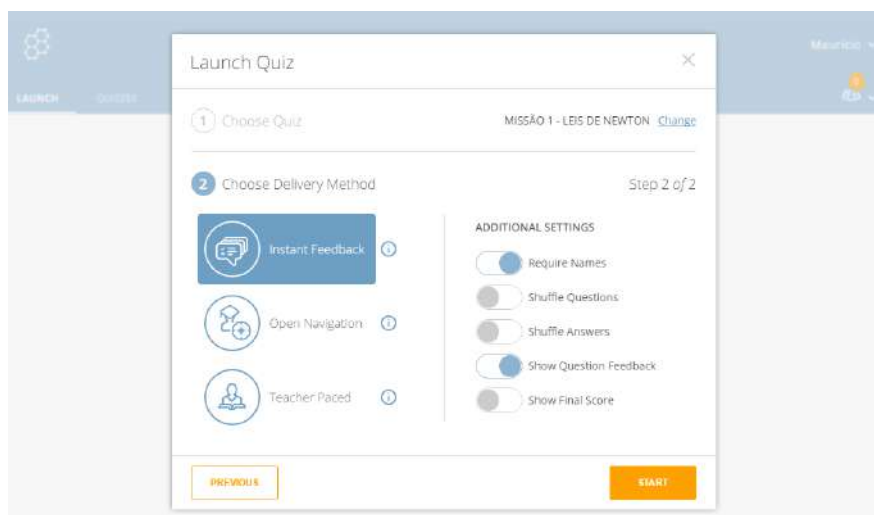 Mauricio
LAUNCH QUIZZES
Launch Quiz
1 Choose Quiz
MISSÃO 1 - LEIS DE NEWTON Change
2 Choose Delivery Method
Step 2 of 2
Instant Feedback
Open Navigation
Teacher Paced
ADDITIONAL SETTINGS
Require Names
Shuffle Questions
Shuffle Answers
Show Question Feedback
Show Final Score
PREVIOUS
START